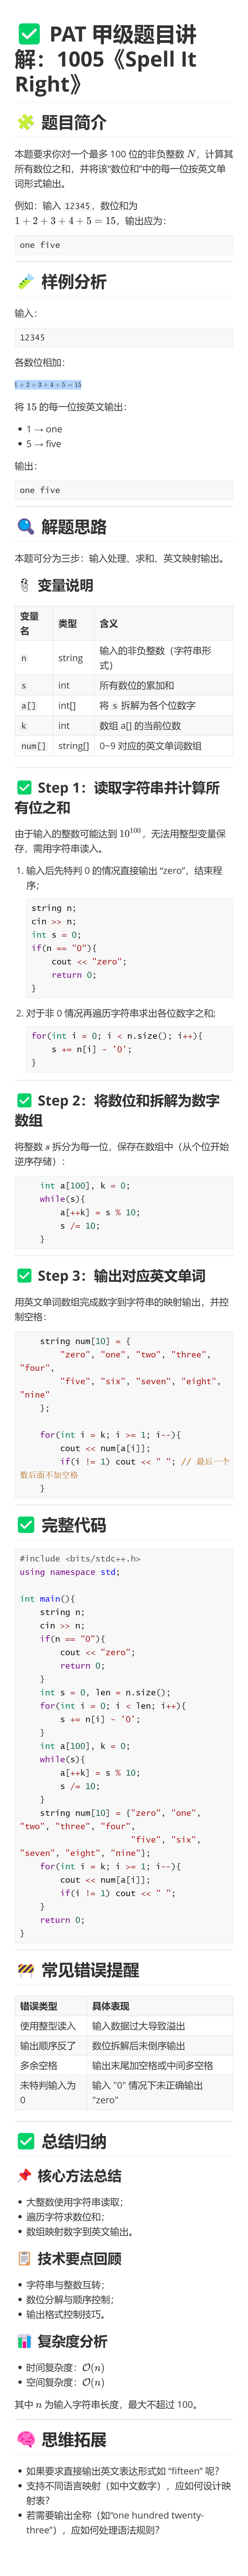 ✅ PAT 甲级题目讲
解：1005《Spell It
Right》
🧩 题目简介
本题要求你对一个最多 100 位的非负整数 N，计算其
所有数位之和，并将该“数位和”中的每一位按英文单
词形式输出。
例如：输入 12345，数位和为
1 + 2 + 3 + 4 + 5 = 15，输出应为：
one five
🧪 样例分析
输入：
12345
各数位相加：
1 + 2 + 3 + 4 + 5 = 15
将 15 的每一位按英文输出：
• 1 → one
• 5 → five
输出：
one five
🔍 解题思路
本题可分为三步：输入处理、求和、英文映射输出。
变量说明
变量名 类型 含义
n string 输入的非负整数（字符串形式）
s int 所有数位的累加和
a[] int[] 将 s 拆解为各个位数字
k int 数组 a[] 的当前位数
num[] string[] 0~9 对应的英文单词数组
✅ Step 1：读取字符串并计算所
有位之和
由于输入的整数可能达到 10^100，无法用整型变量保
存，需用字符串读入。
1. 输入后先特判 0 的情况直接输出 “zero”，结束程
序；
string n;
cin >> n;
int s = 0;
if(n == "0"){
    cout << "zero";
    return 0;
}
2. 对于非 0 情况再遍历字符串求出各位数字之和;
for(int i = 0; i < n.size(); i++){
    s += n[i] - '0';
}
✅ Step 2：将数位和拆解为数字
数组
将整数 s 拆分为每一位，保存在数组中（从个位开始
逆序存储）：
    int a[100], k = 0;
    while(s){
        a[++k] = s % 10;
        s /= 10;
    }
✅ Step 3：输出对应英文单词
用英文单词数组完成数字到字符串的映射输出，并控
制空格：
    string num[10] = {
        "zero", "one", "two", "three",
"four",
        "five", "six", "seven", "eight",
"nine"
    };
    for(int i = k; i >= 1; i--){
        cout << num[a[i]];
        if(i != 1) cout << " "; // 最后一个
数后面不加空格
    }
✅ 完整代码
#include <bits/stdc++.h>
using namespace std;
int main(){
    string n;
    cin >> n;
    if(n == "0"){
        cout << "zero";
        return 0;
    }
    int s = 0, len = n.size();
    for(int i = 0; i < len; i++){
        s += n[i] - '0';
    }
    int a[100], k = 0;
    while(s){
        a[++k] = s % 10;
        s /= 10;
    }
    string num[10] = {"zero", "one",
"two", "three", "four",
                      "five", "six",
"seven", "eight", "nine"};
    for(int i = k; i >= 1; i--){
        cout << num[a[i]];
        if(i != 1) cout << " ";
    }
    return 0;
}
🚧 常见错误提醒
错误类型 具体表现
使用整型读入 输入数据过大导致溢出
输出顺序反了 数位拆解后未倒序输出
多余空格 输出末尾加空格或中间多空格
未特判输入为 0 输入 "0" 情况下未正确输出 "zero"
✅ 总结归纳
📌 核心方法总结
• 大整数使用字符串读取；
• 遍历字符求数位和；
• 数组映射数字到英文输出。
📋 技术要点回顾
• 字符串与整数互转；
• 数位分解与顺序控制；
• 输出格式控制技巧。
📊 复杂度分析
• 时间复杂度：O(n)
• 空间复杂度：O(n)
其中 n 为输入字符串长度，最大不超过 100。
🧠 思维拓展
• 如果要求直接输出英文表达形式如 “fifteen” 呢？
• 支持不同语言映射（如中文数字），应如何设计映
射表？
• 若需要输出全称（如“one hundred twenty-
three”），应如何处理语法规则？